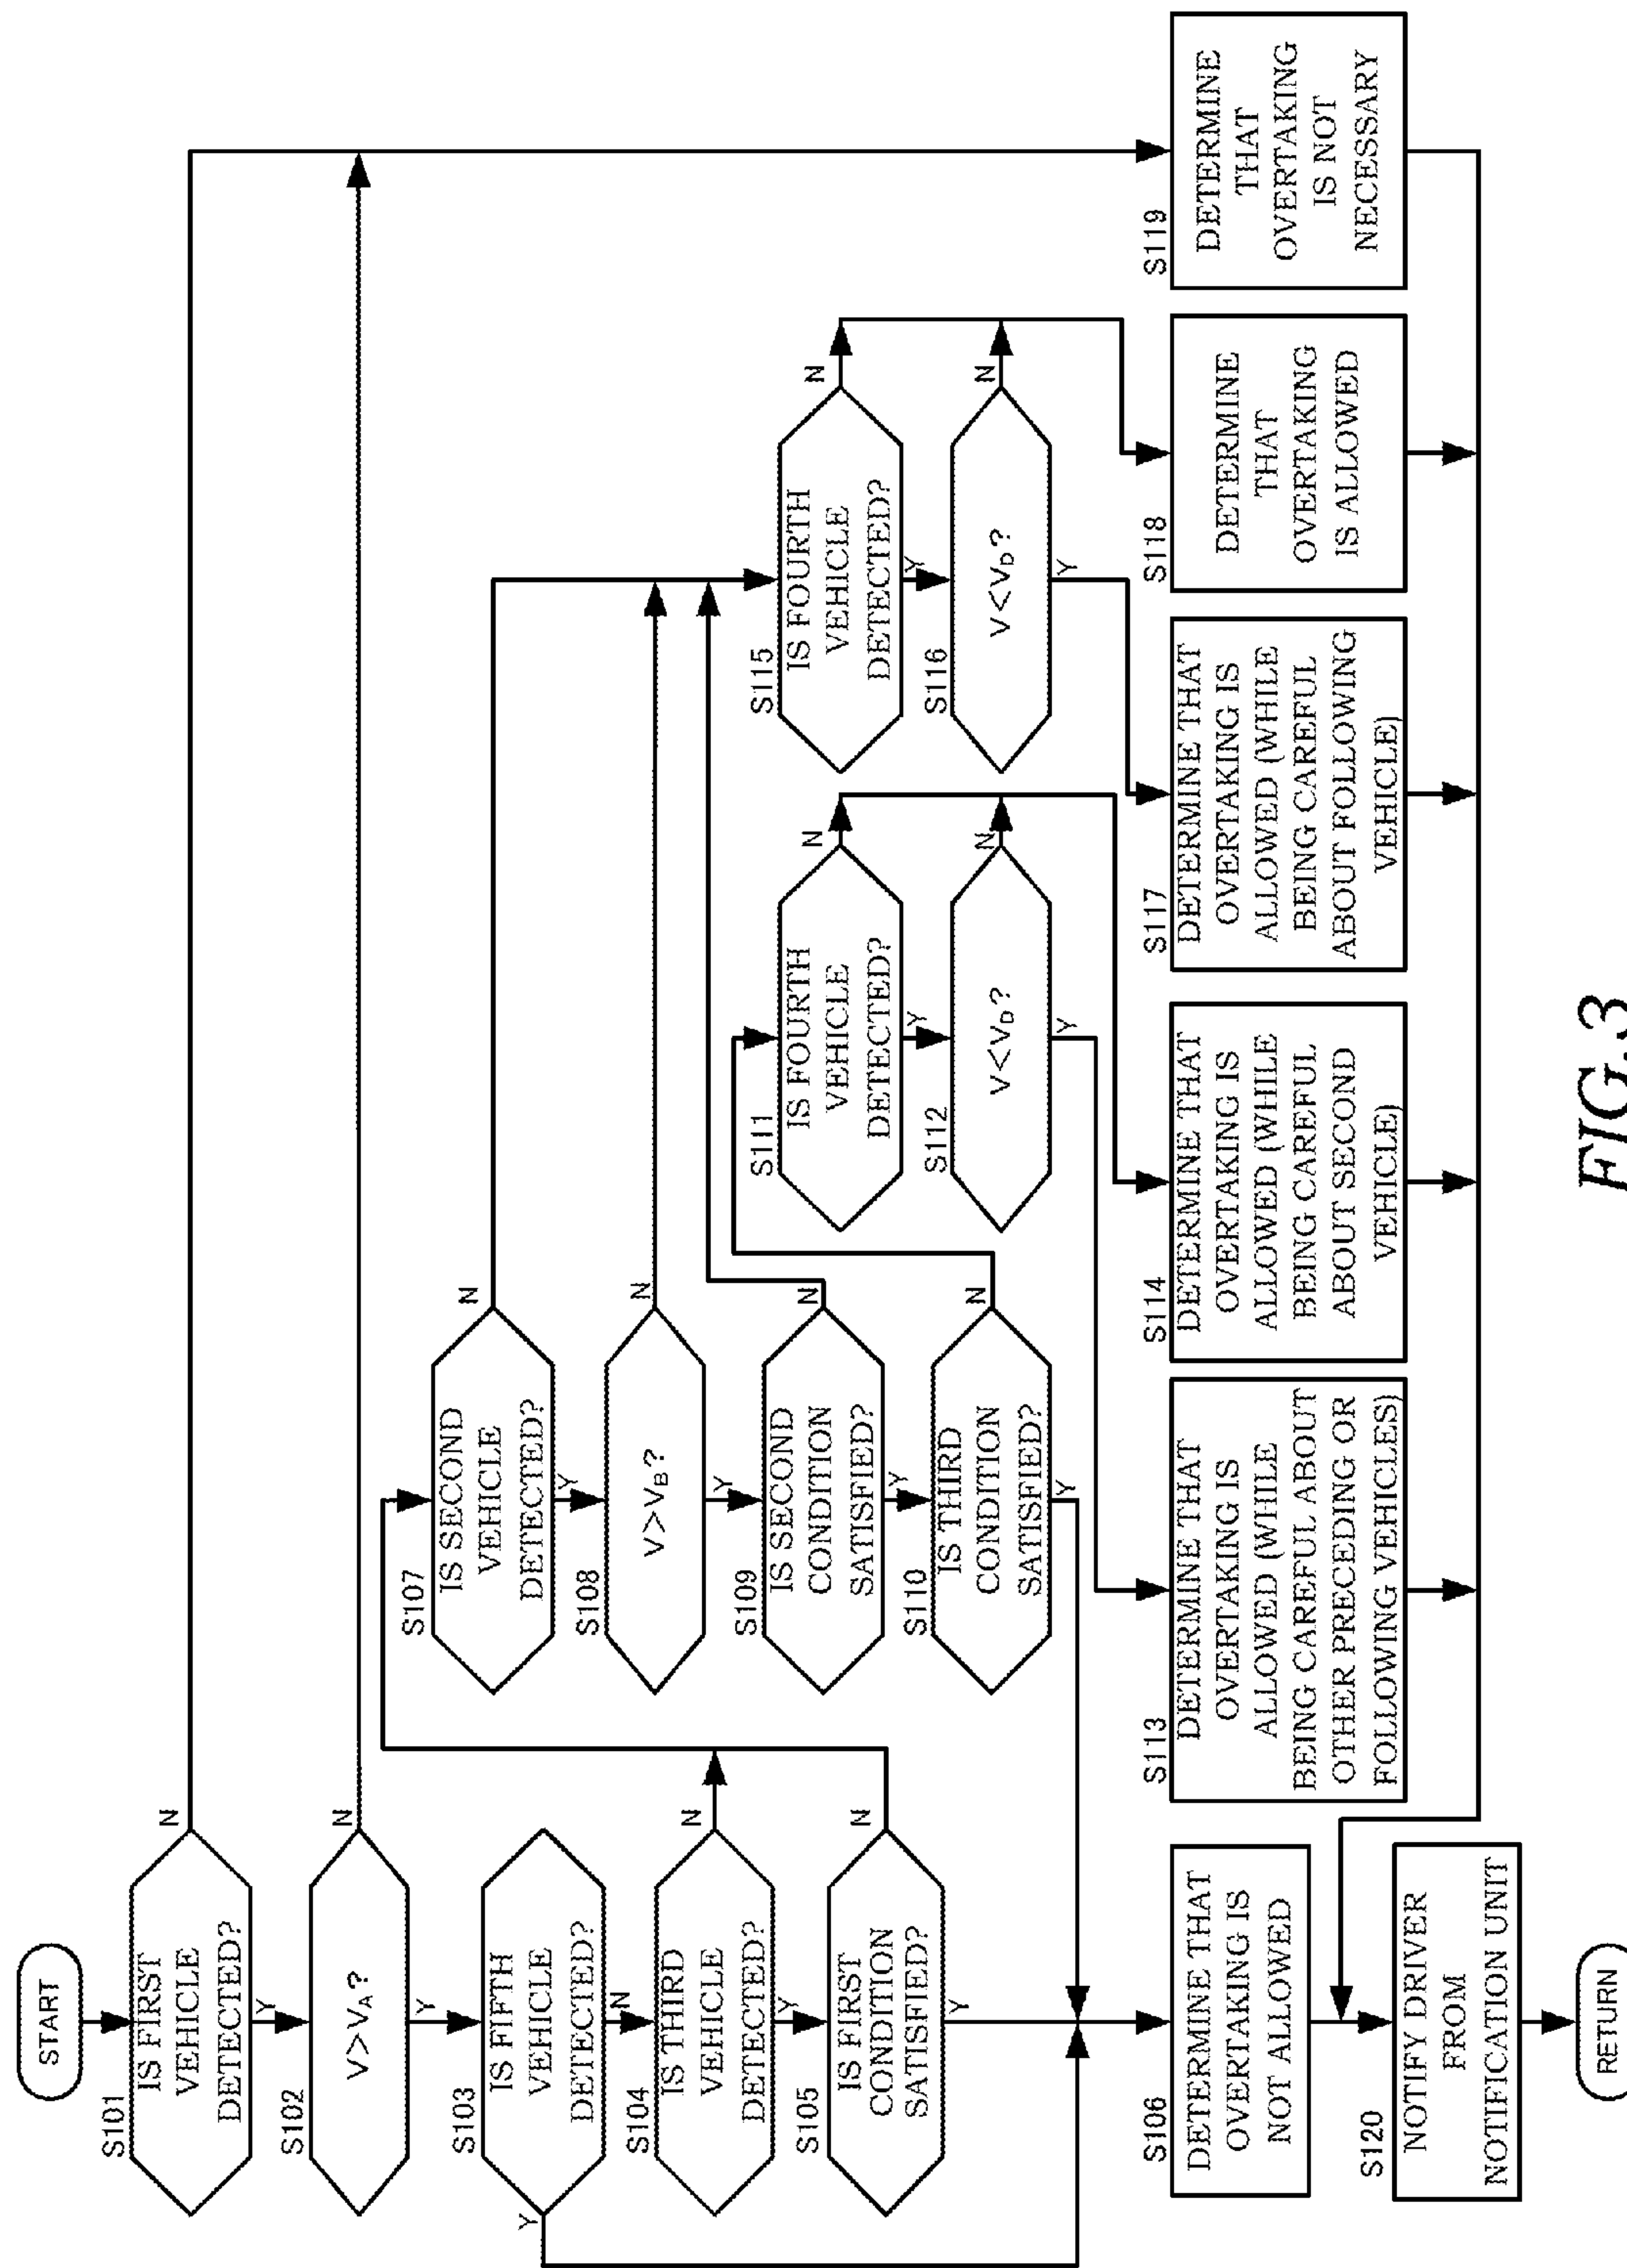 START
S101
IS FIRST
VEHICLE
DETECTED?
N
Y
S102
V>VA?
N
Y
S103
IS FIFTH
VEHICLE
DETECTED?
Y
N
S104
IS THIRD
VEHICLE
DETECTED?
N
Y
S105
IS FIRST
CONDITION
SATISFIED?
N
Y
S106
DETERMINE THAT
OVERTAKING IS
NOT ALLOWED
S120
NOTIFY DRIVER
FROM
NOTIFICATION UNIT
RETURN
S107
IS SECOND
VEHICLE
DETECTED?
N
Y
S108
V>VB?
N
Y
S109
IS SECOND
CONDITION
SATISFIED?
N
Y
S110
IS THIRD
CONDITION
SATISFIED?
N
Y
S111
IS FOURTH
VEHICLE
DETECTED?
N
Y
S112
V<VD?
N
Y
S113
DETERMINE THAT
OVERTAKING IS
ALLOWED (WHILE
BEING CAREFUL ABOUT
OTHER PRECEDING OR
FOLLOWING VEHICLES)
S114
DETERMINE THAT
OVERTAKING IS
ALLOWED (WHILE
BEING CAREFUL
ABOUT SECOND
VEHICLE)
S115
IS FOURTH
VEHICLE
DETECTED?
N
Y
S116
V<VD?
N
Y
S117
DETERMINE THAT
OVERTAKING IS
ALLOWED (WHILE
BEING CAREFUL
ABOUT FOLLOWING
VEHICLE)
S118
DETERMINE
THAT
OVERTAKING
IS ALLOWED
S119
DETERMINE
THAT
OVERTAKING
IS NOT
NECESSARY
FIG.3